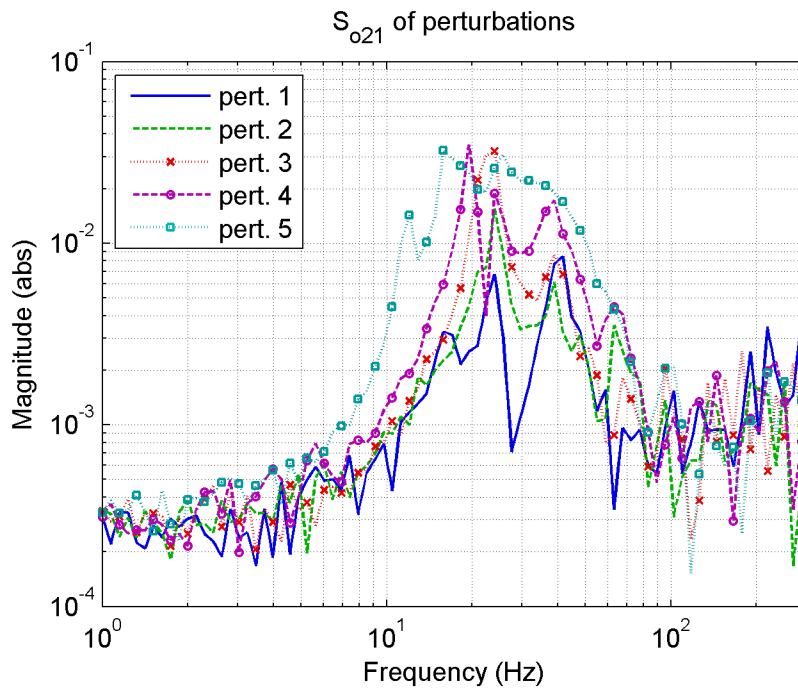 S_o21 of perturbations
Magnitude (abs)
10^-1
10^-2
10^-3
10^-4
pert. 1
pert. 2
pert. 3
pert. 4
pert. 5
10^0
10^1
10^2
Frequency (Hz)